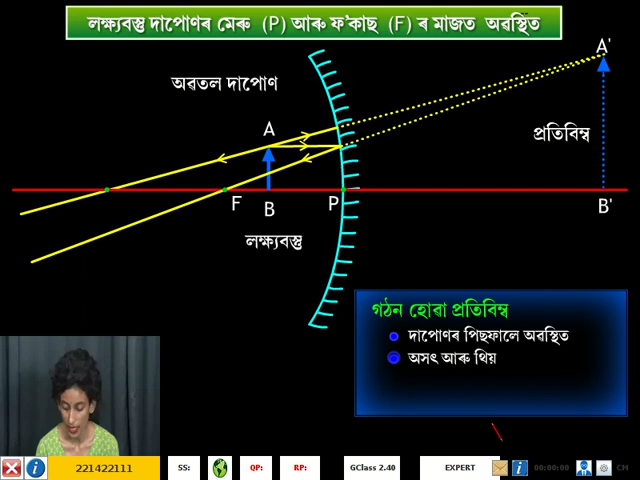 লক্ষ্যবস্তু দাপোণৰ মেৰু (P) আৰু ফ'কাছ (F) ৰ মাজত অৱস্থিত
A'
অৱতল দাপোণ
A
প্ৰতিবিম্ব
F
B
P
B'
লক্ষ্যবস্তু
গঠন হোৱা প্ৰতিবিম্ব
দাপোণৰ পিছফালে অৱস্থিত
অসৎ আৰু থিয়
221422111
SS:
QP:
RP:
GClass 2.40
EXPERT
00:00:00
CM